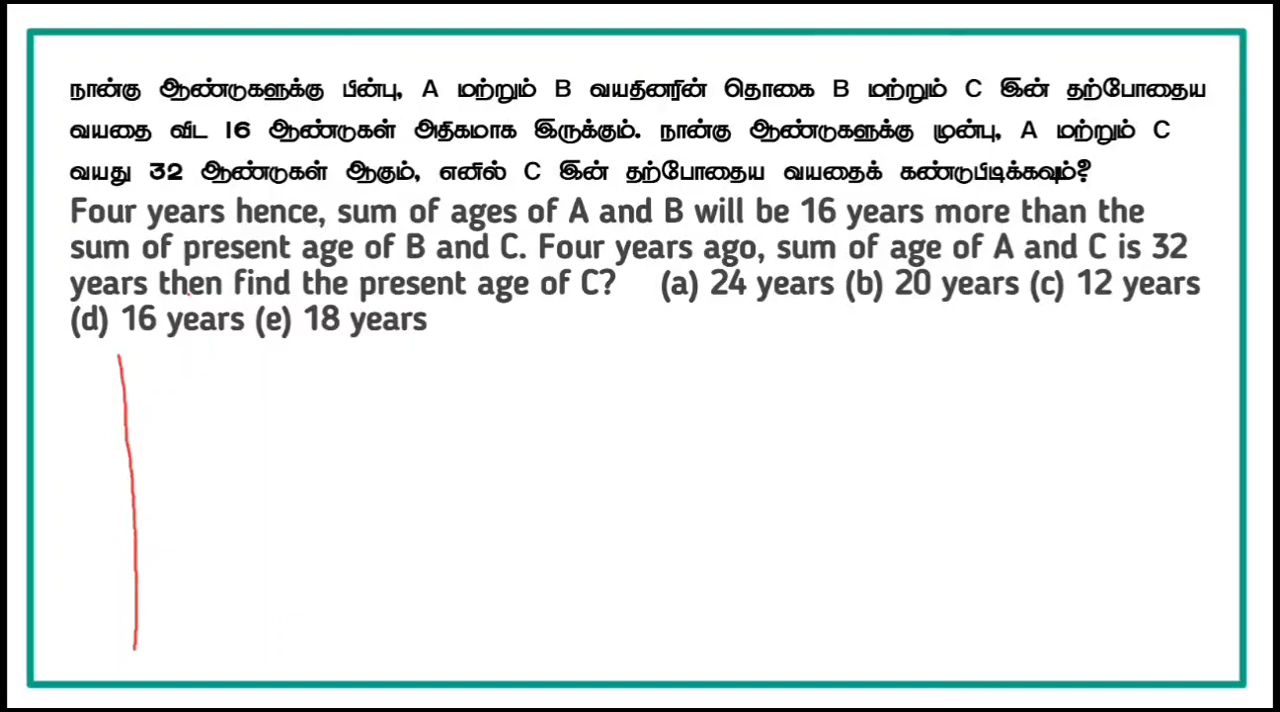 நான்கு ஆண்டுகளுக்கு பின்பு, A மற்றும் B வயதினரின் தொகை B மற்றும் C இன் தற்போதைய
வயதை விட 16 ஆண்டுகள் அதிகமாக இருக்கும். நான்கு ஆண்டுகளுக்கு முன்பு, A மற்றும் C
வயது 32 ஆண்டுகள் ஆகும், எனில் C இன் தற்போதைய வயதைக் கண்டுபிடிக்கவும்?
Four years hence, sum of ages of A and B will be 16 years more than the
sum of present age of B and C. Four years ago, sum of age of A and C is 32
years then find the present age of C? (a) 24 years (b) 20 years (c) 12 years
(d) 16 years (e) 18 years